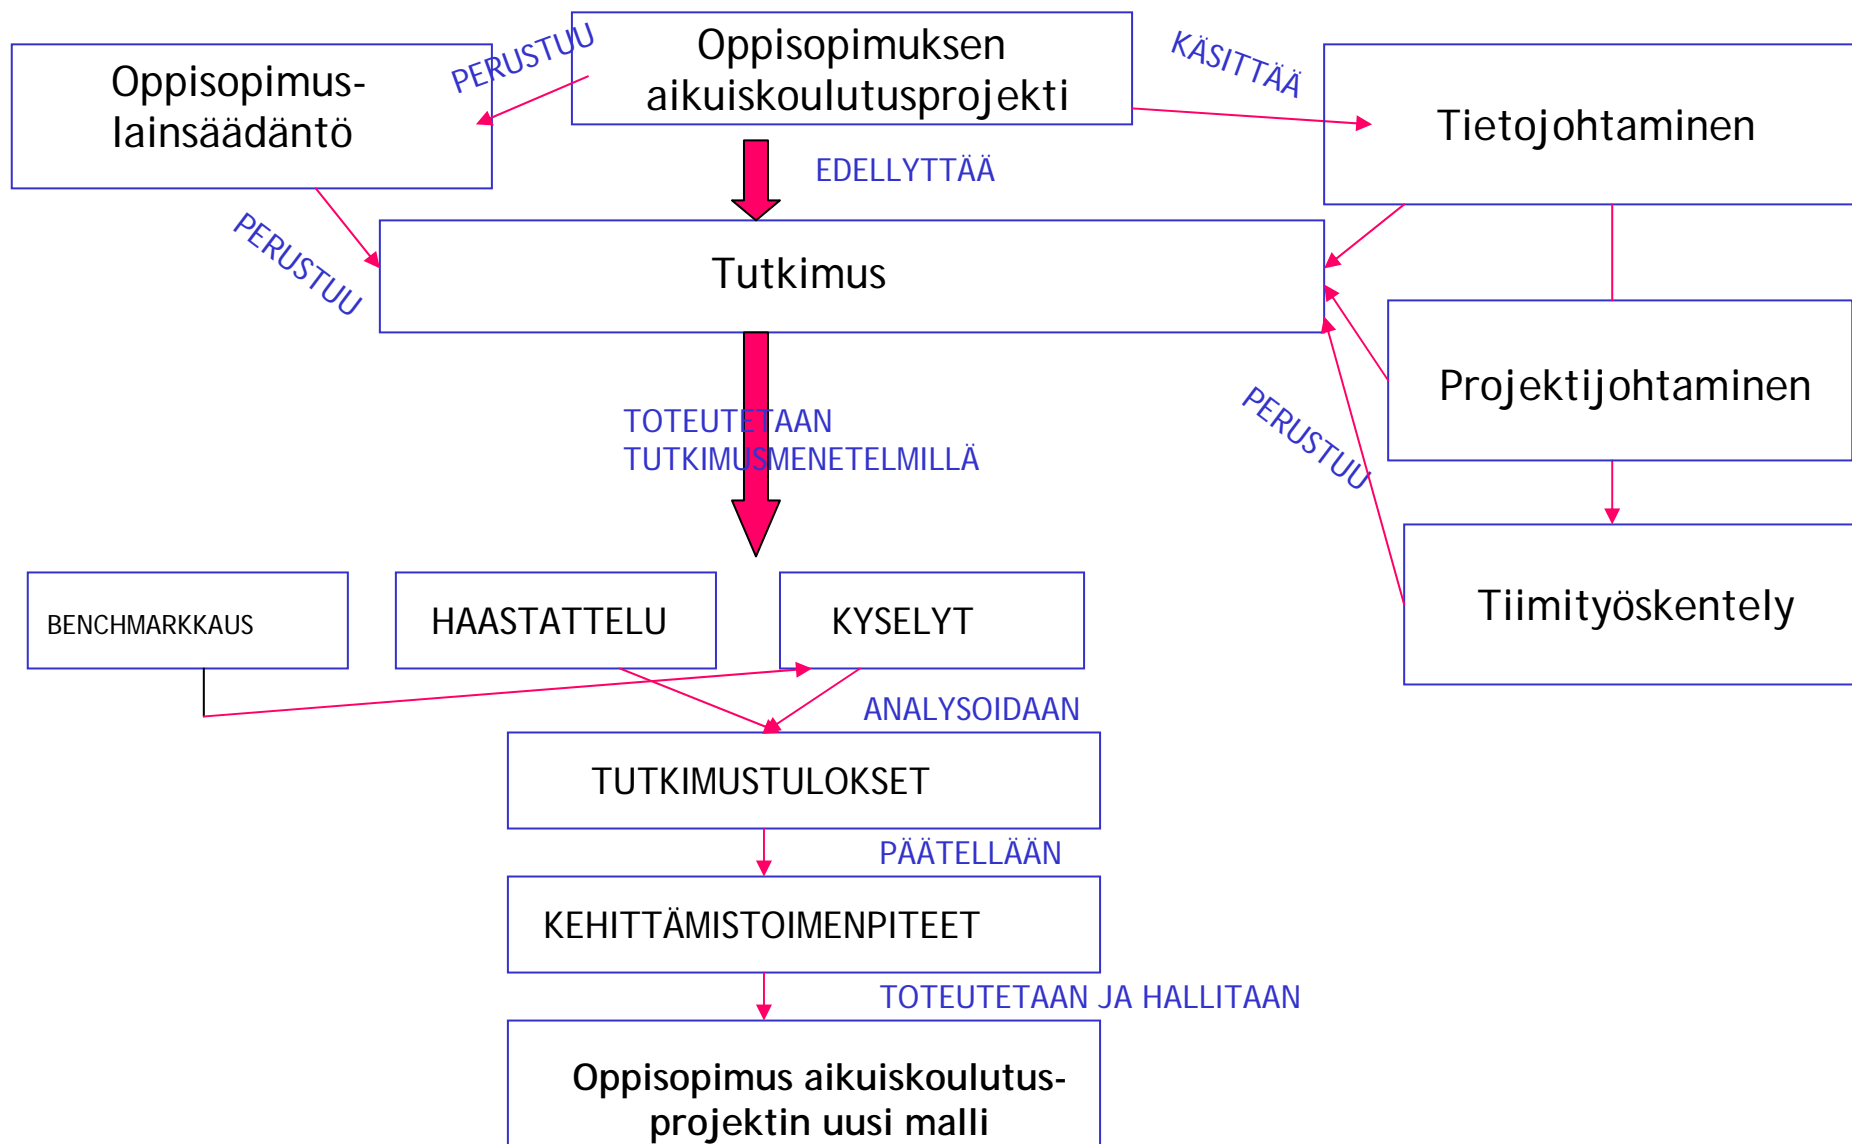 Oppisopimuksen
aikuiskoulutusprojekti
PERUSTUU
KÄSITTÄÄ
Oppisopimus-
lainsäädäntö
Tietojohtaminen
EDELLYTTÄÄ
PERUSTUU
Tutkimus
Projektijohtaminen
PERUSTUU
TOTEUTETAAN
TUTKIMUSMENETELMILLÄ
Tiimityöskentely
BENCHMARKKAUS
HAASTATTELU
KYSELYT
ANALYSOIDAAN
TUTKIMUSTULOKSET
PÄÄTELLÄÄN
KEHITTÄMISTOIMENPITEET
TOTEUTETAAN JA HALLITAAN
Oppisopimus aikuiskoulutus-
projektin uusi malli